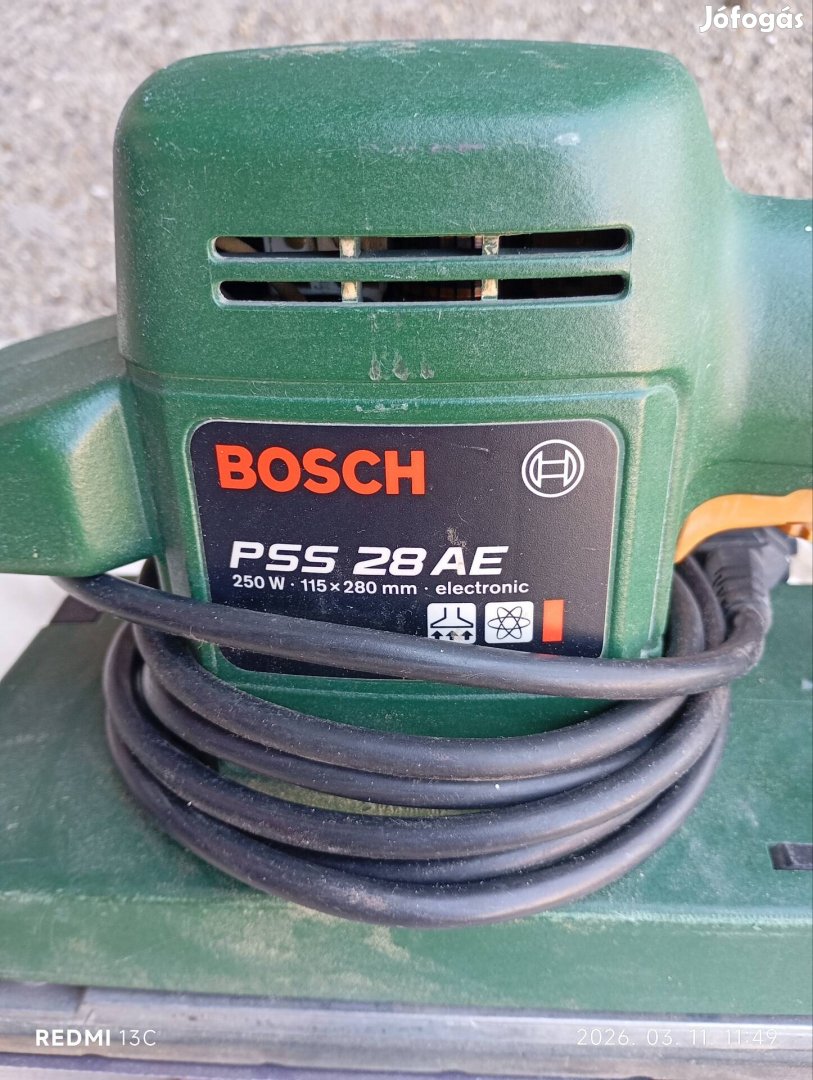 Jófogás
BOSCH
PSS 28 AE
250 W · 115 × 280 mm · electronic
REDMI 13C
2026. 03. 11. 11:49